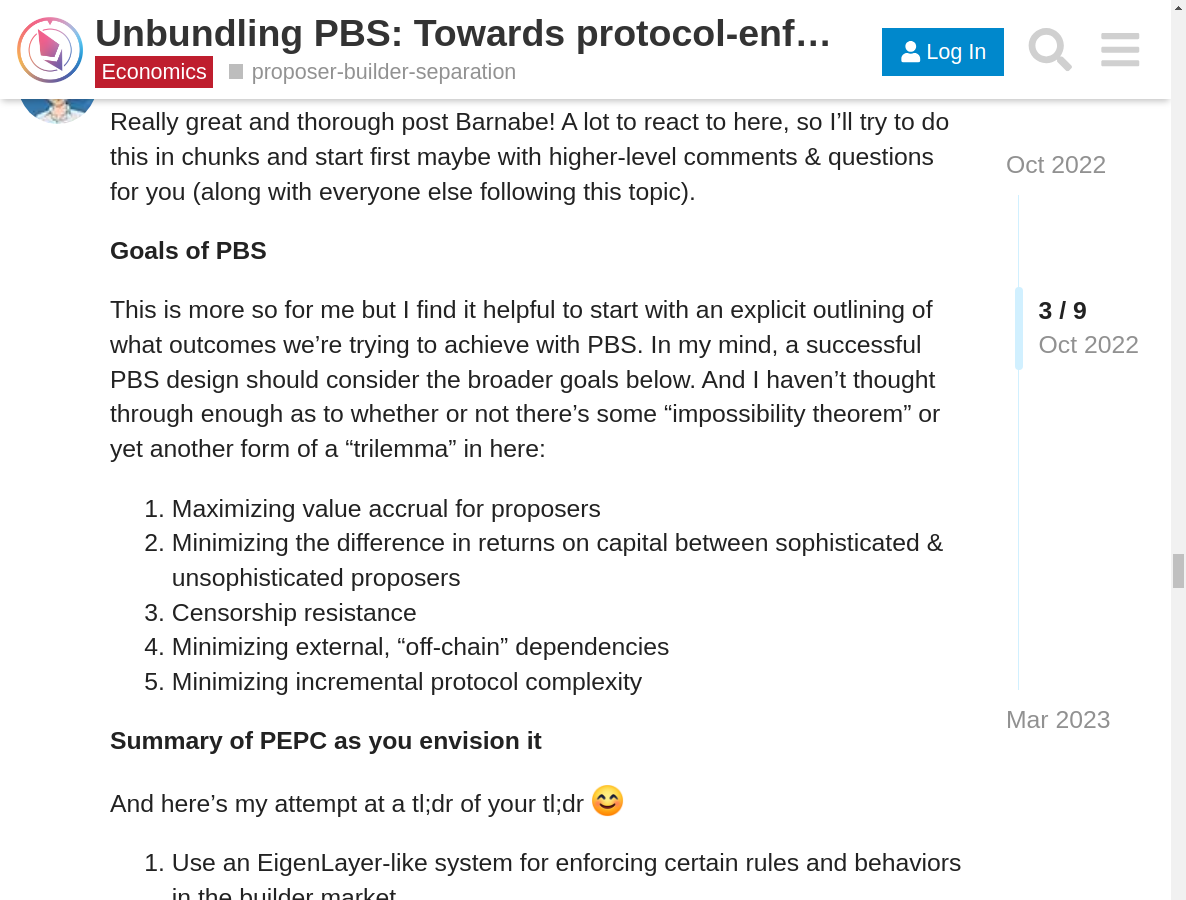 Unbundling PBS: Towards protocol-enf…
Economics
proposer-builder-separation
Log In
Really great and thorough post Barnabe! A lot to react to here, so I’ll try to do
this in chunks and start first maybe with higher-level comments & questions
for you (along with everyone else following this topic).
Goals of PBS
This is more so for me but I find it helpful to start with an explicit outlining of
what outcomes we’re trying to achieve with PBS. In my mind, a successful
PBS design should consider the broader goals below. And I haven’t thought
through enough as to whether or not there’s some “impossibility theorem” or
yet another form of a “trilemma” in here:
1. Maximizing value accrual for proposers
2. Minimizing the difference in returns on capital between sophisticated &
unsophisticated proposers
3. Censorship resistance
4. Minimizing external, “off-chain” dependencies
5. Minimizing incremental protocol complexity
Summary of PEPC as you envision it
And here’s my attempt at a tl;dr of your tl;dr 😊
1. Use an EigenLayer-like system for enforcing certain rules and behaviors
in the builder market
Oct 2022
3 / 9
Oct 2022
Mar 2023